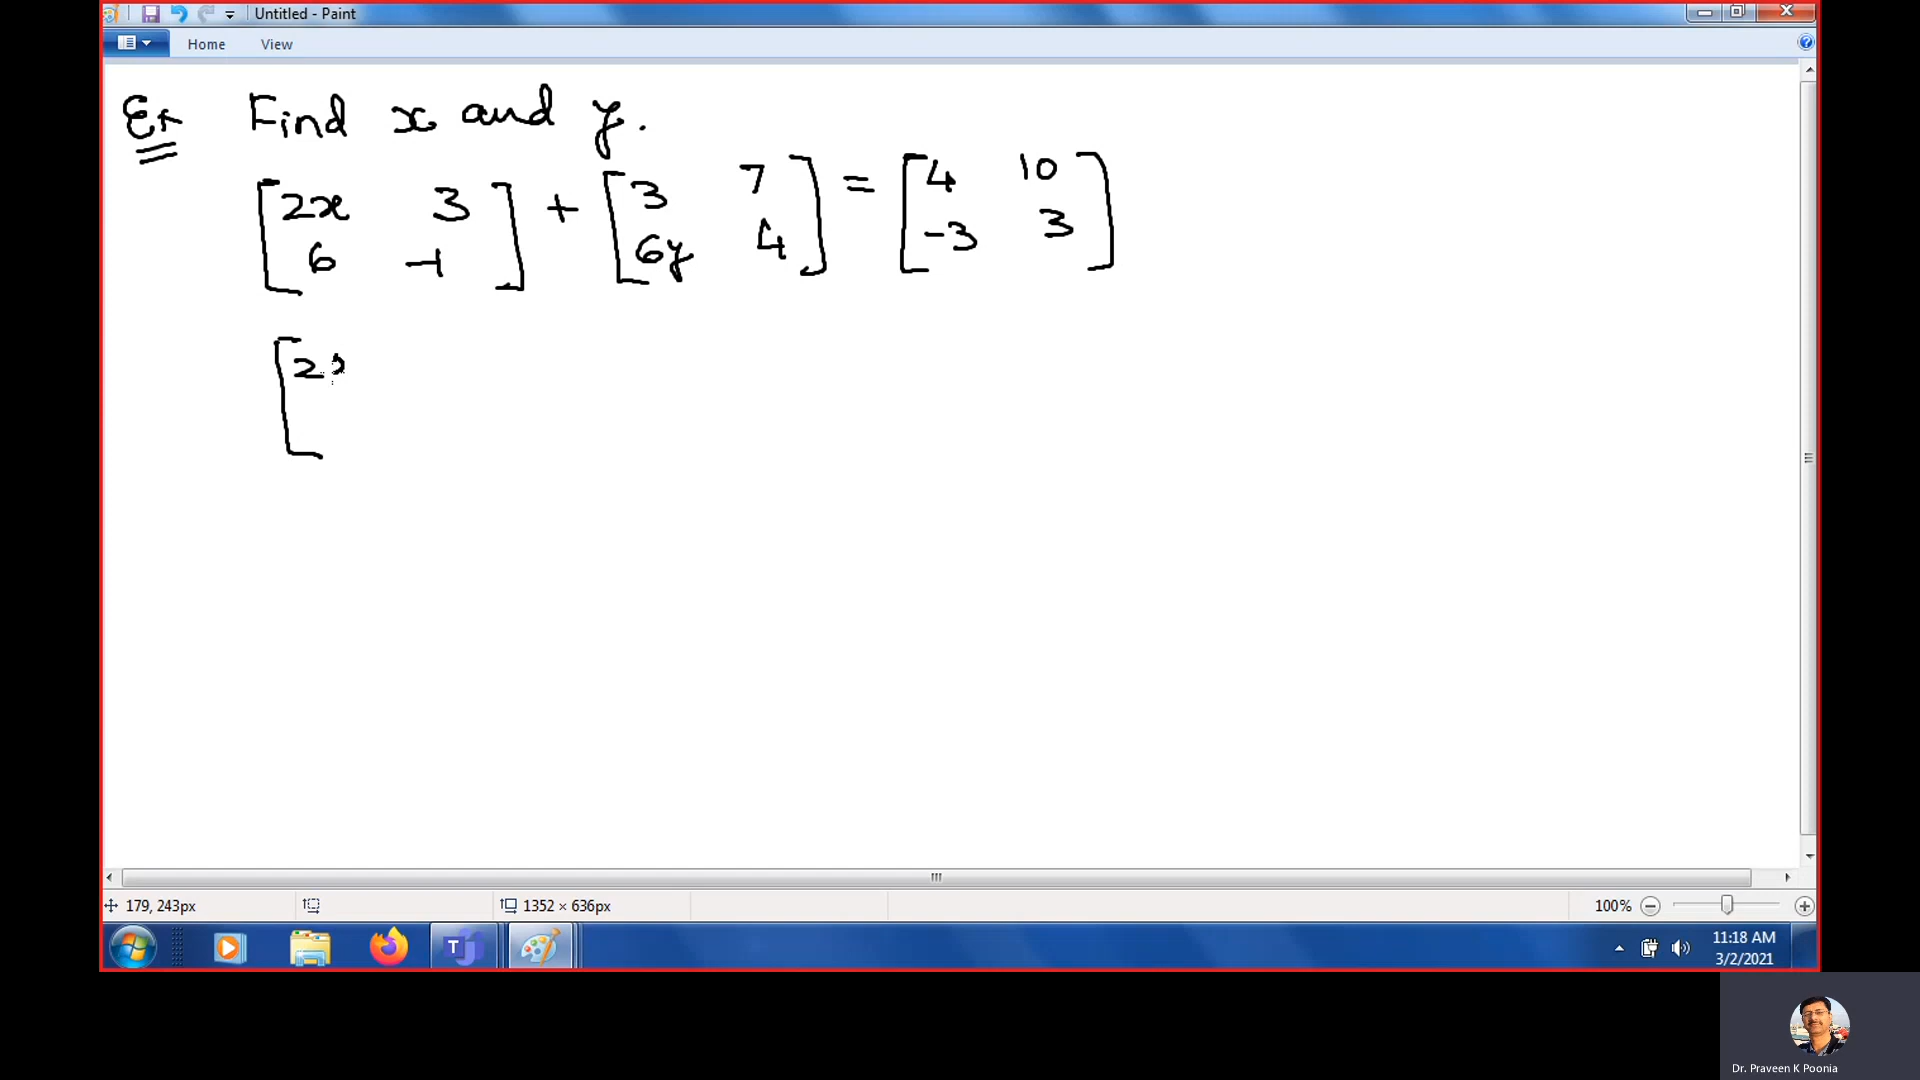 Untitled - Paint
Home View
Ex Find x and y.
[2x 3 + [3 7 = [4 10
6 -1] 6y 4] -3 3]
[2x
179, 243px 1352 × 636px 100%
11:18 AM
3/2/2021
Dr. Praveen K Poonia